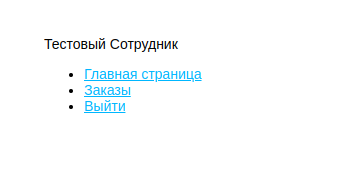 Тестовый Сотрудник
Главная страница
Заказы
Выйти